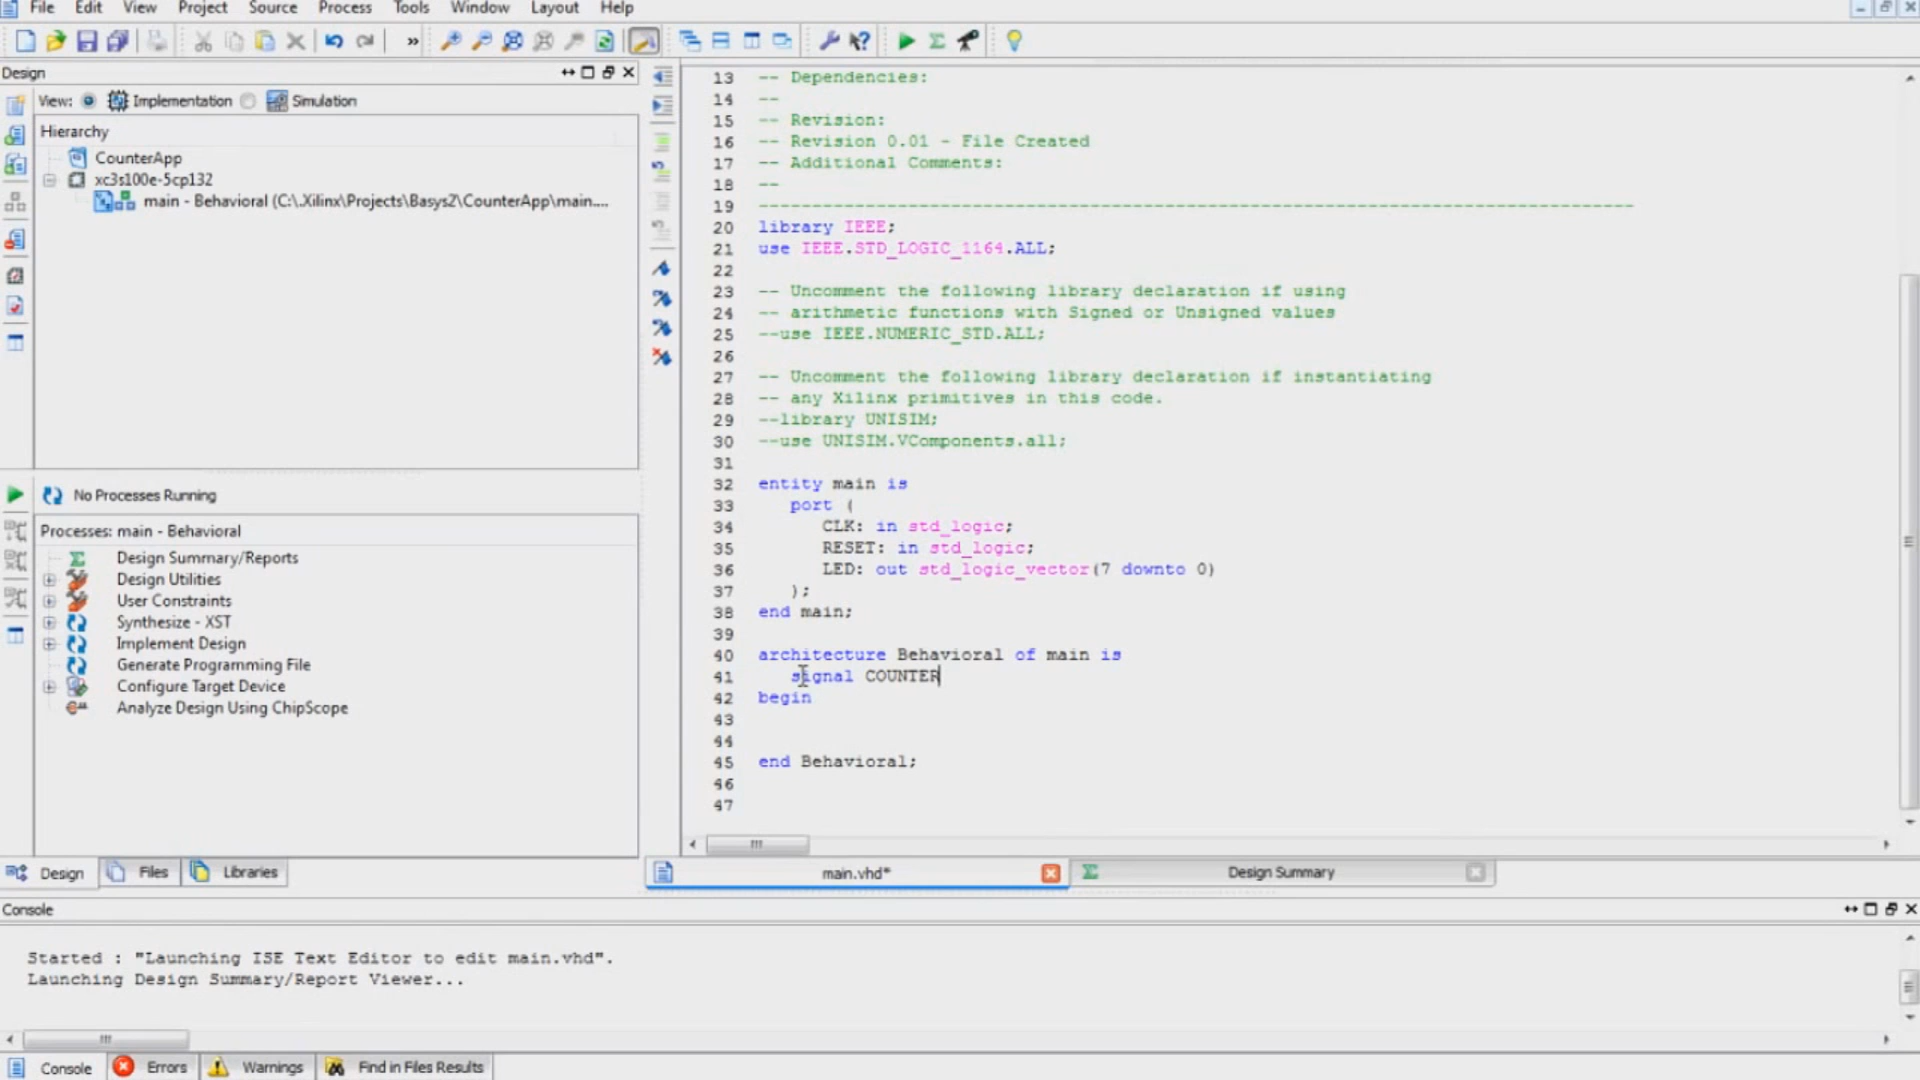 File Edit View Project Source Process Tools Window Layout Help
Design
View: Implementation Simulation
Hierarchy
CounterApp
xc3s100e-5cp132
main - Behavioral (C:\.Xilinx\Projects\Basys2\CounterApp\main....
No Processes Running
Processes: main - Behavioral
Design Summary/Reports
Design Utilities
User Constraints
Synthesize - XST
Implement Design
Generate Programming File
Configure Target Device
Analyze Design Using ChipScope
Design Files Libraries
13 -- Dependencies:
14 --
15 -- Revision:
16 -- Revision 0.01 - File Created
17 -- Additional Comments:
18 --
19 ----------------------------------------------------------------------------------
20 library IEEE;
21 use IEEE.STD_LOGIC_1164.ALL;
22
23 -- Uncomment the following library declaration if using
24 -- arithmetic functions with Signed or Unsigned values
25 --use IEEE.NUMERIC_STD.ALL;
26
27 -- Uncomment the following library declaration if instantiating
28 -- any Xilinx primitives in this code.
29 --library UNISIM;
30 --use UNISIM.VComponents.all;
31
32 entity main is
33 port (
34 CLK: in std_logic;
35 RESET: in std_logic;
36 LED: out std_logic_vector(7 downto 0)
37 );
38 end main;
39
40 architecture Behavioral of main is
41 signal COUNTER
42 begin
43
44
45 end Behavioral;
46
47
main.vhd* Design Summary
Console
Started : "Launching ISE Text Editor to edit main.vhd".
Launching Design Summary/Report Viewer...
Console Errors Warnings Find in Files Results